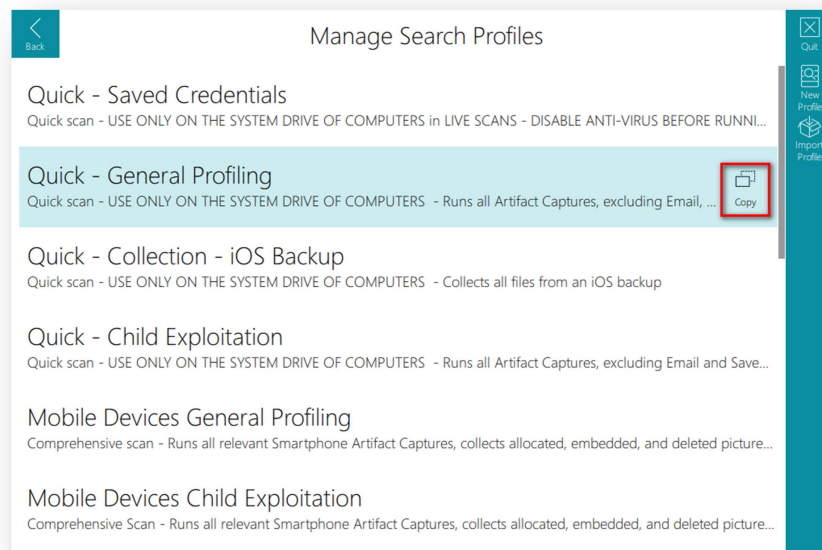 Back
Manage Search Profiles
Quit
New
Profile
Import
Profile
Quick - Saved Credentials
Quick scan - USE ONLY ON THE SYSTEM DRIVE OF COMPUTERS in LIVE SCANS - DISABLE ANTI-VIRUS BEFORE RUNNI...
Quick - General Profiling
Quick scan - USE ONLY ON THE SYSTEM DRIVE OF COMPUTERS - Runs all Artifact Captures, excluding Email, ...
Copy
Quick - Collection - iOS Backup
Quick scan - USE ONLY ON THE SYSTEM DRIVE OF COMPUTERS - Collects all files from an iOS backup
Quick - Child Exploitation
Quick scan - USE ONLY ON THE SYSTEM DRIVE OF COMPUTERS - Runs all Artifact Captures, excluding Email and Save...
Mobile Devices General Profiling
Comprehensive scan - Runs all relevant Smartphone Artifact Captures, collects allocated, embedded, and deleted picture...
Mobile Devices Child Exploitation
Comprehensive Scan - Runs all relevant Smartphone Artifact Captures, collects allocated, embedded, and deleted picture...